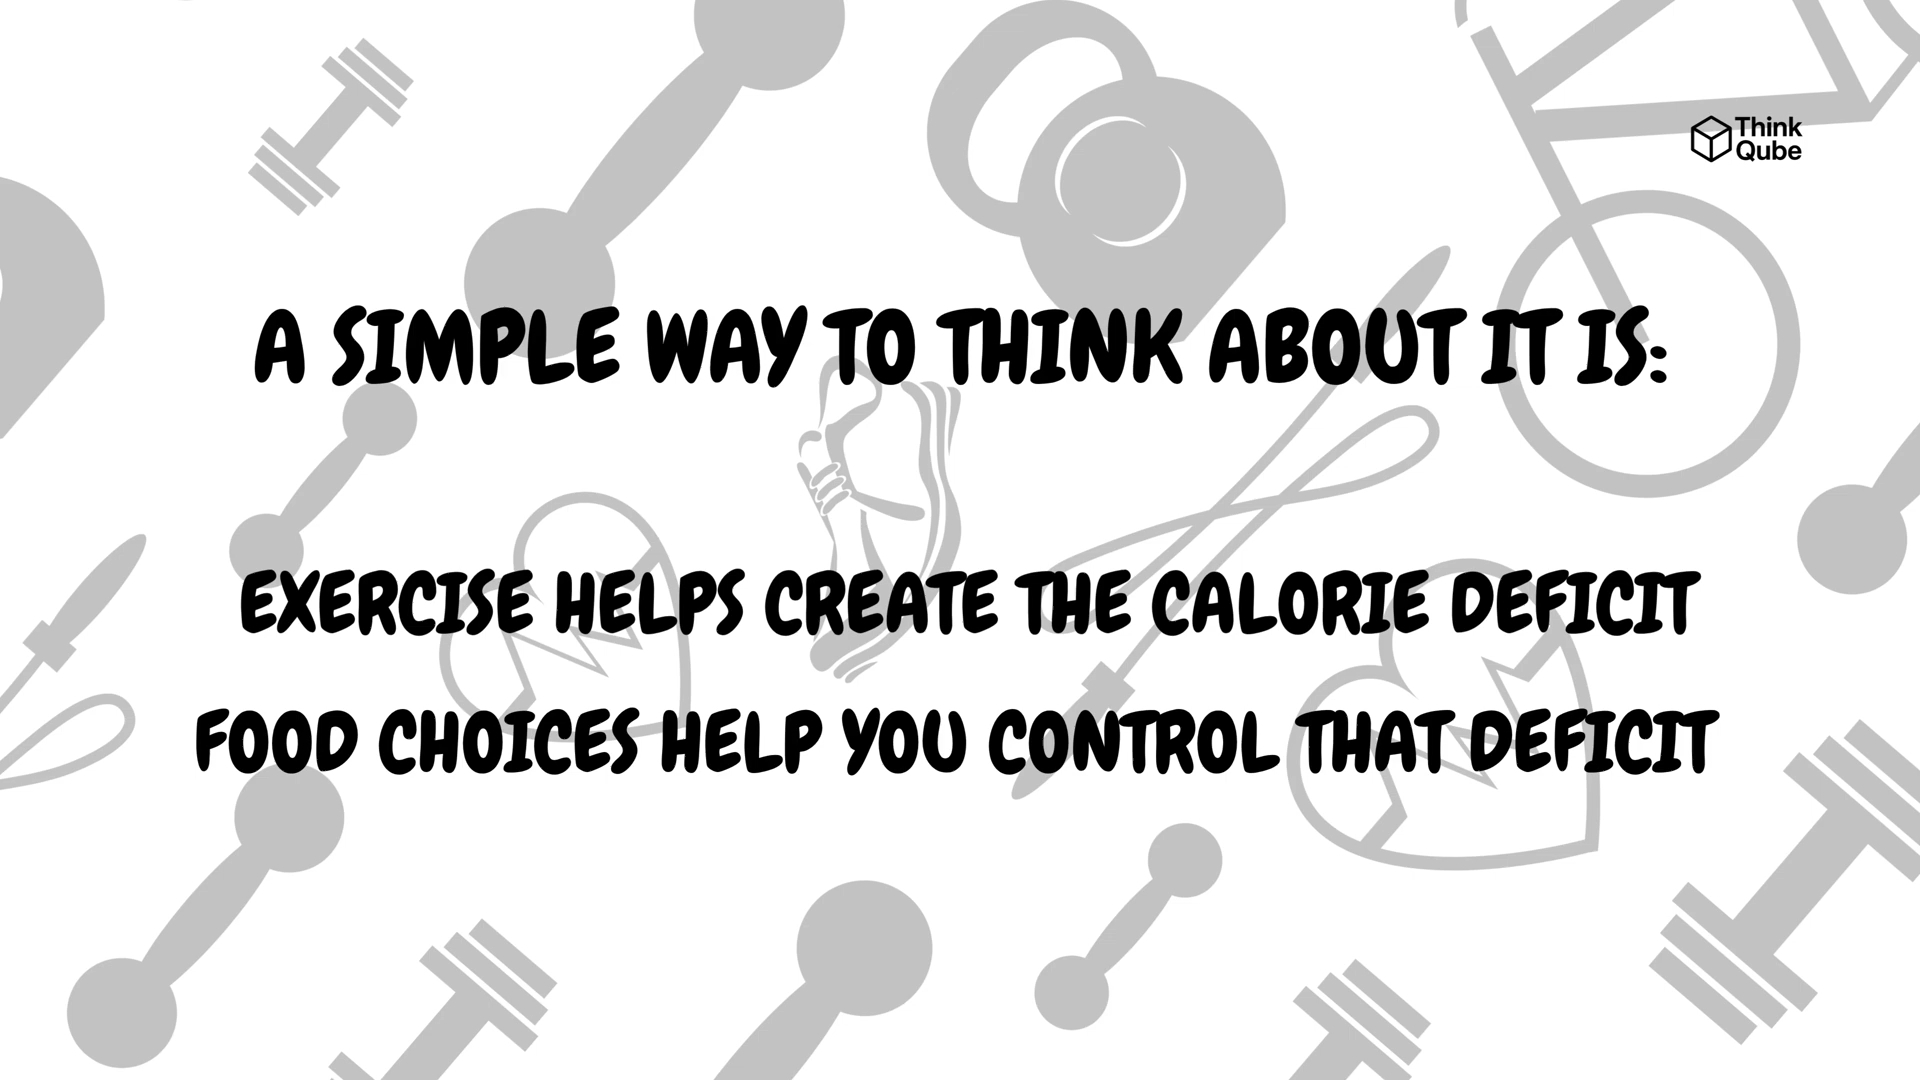 Think
Qube
A SIMPLE WAY TO THINK ABOUT IT IS:
EXERCISE HELPS CREATE THE CALORIE DEFICIT
FOOD CHOICES HELP YOU CONTROL THAT DEFICIT